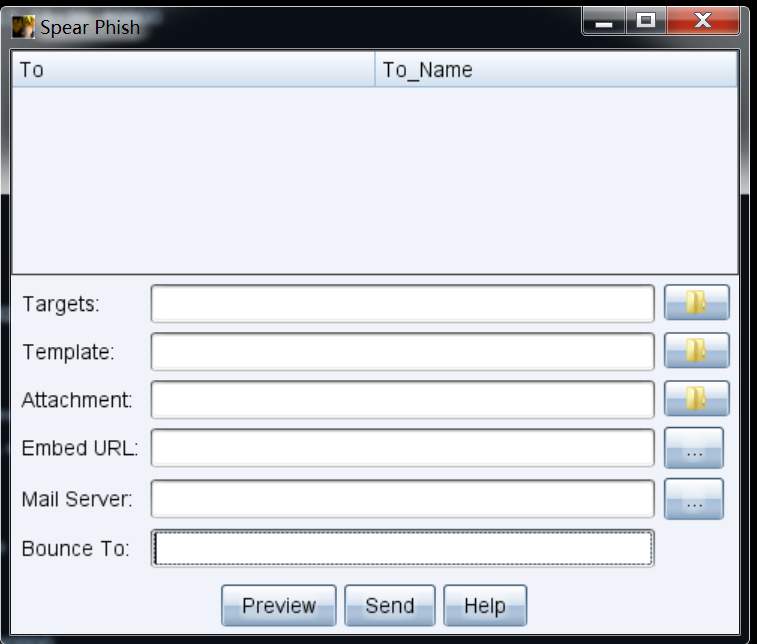 Spear Phish
To To_Name
Targets:
Template:
Attachment:
Embed URL: ...
Mail Server: ...
Bounce To:
Preview Send Help